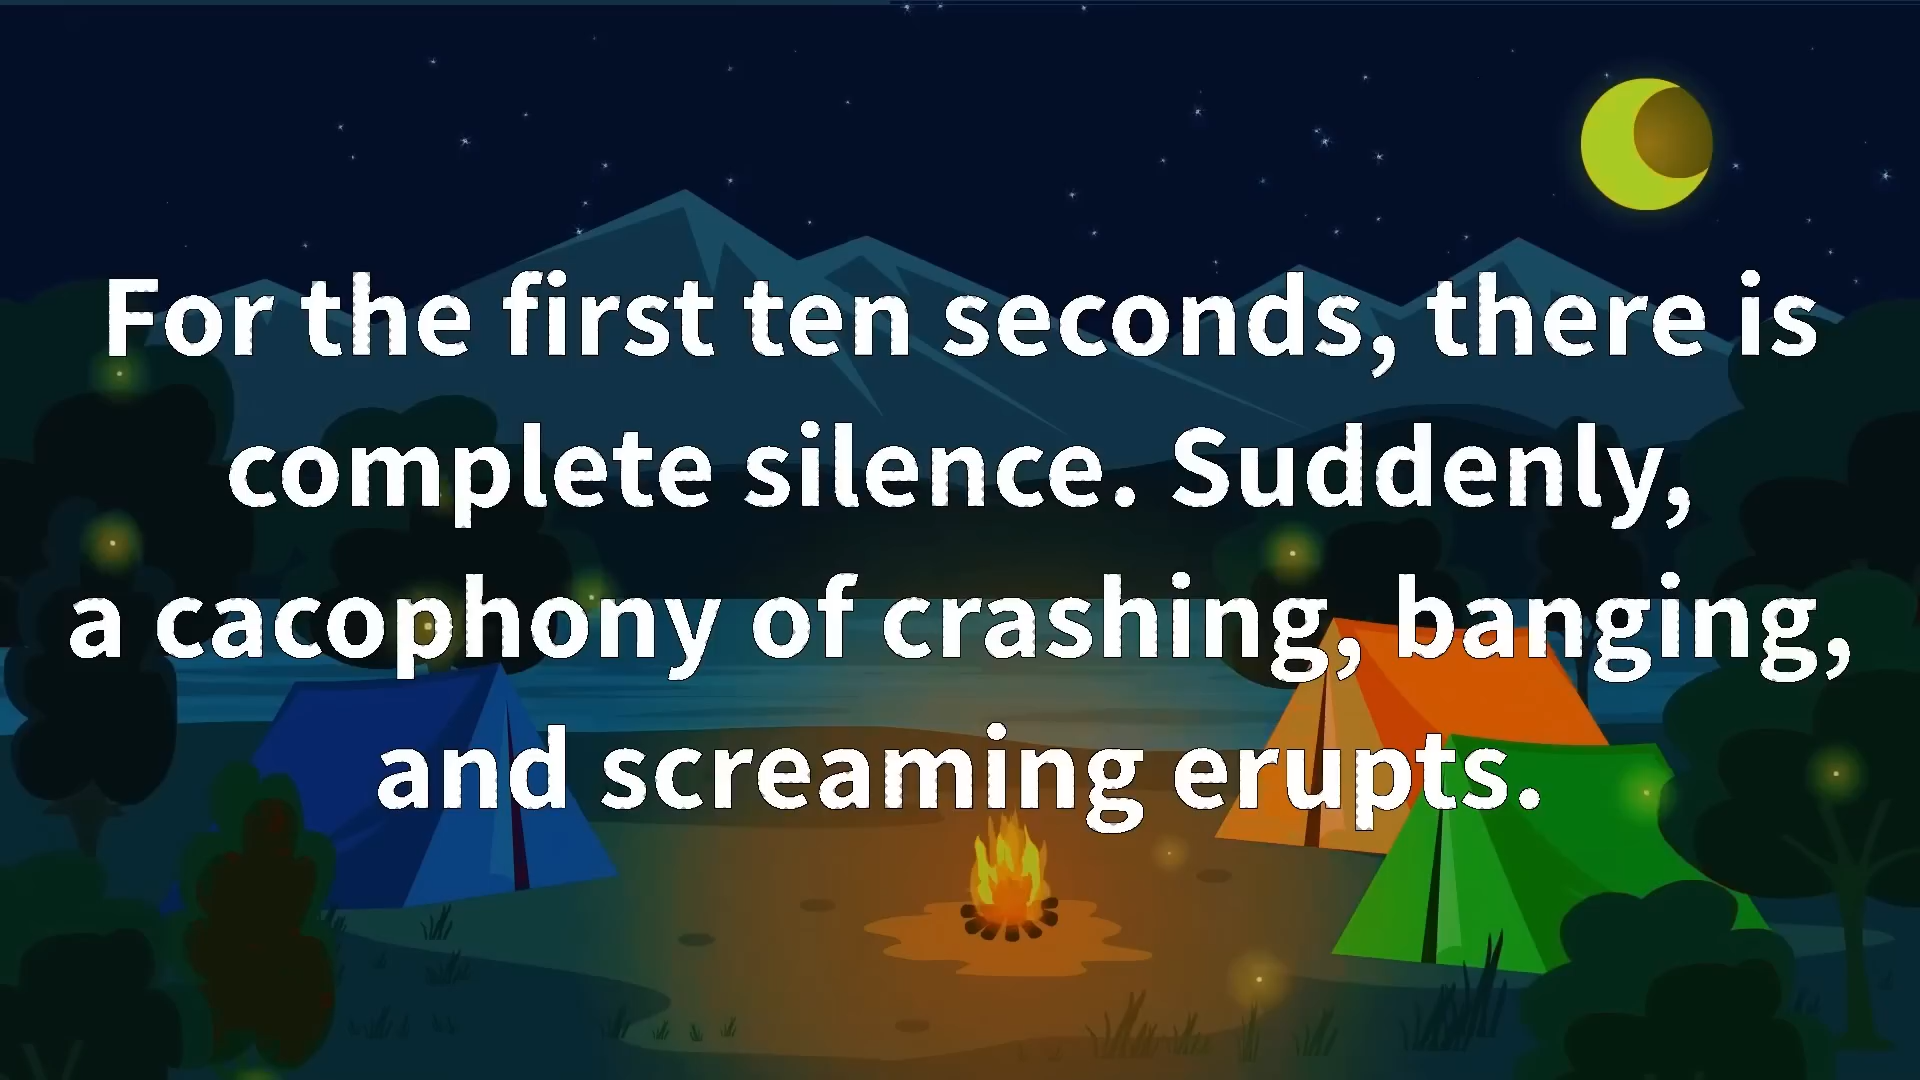 For the first ten seconds, there is
complete silence. Suddenly,
a cacophony of crashing, banging,
and screaming erupts.